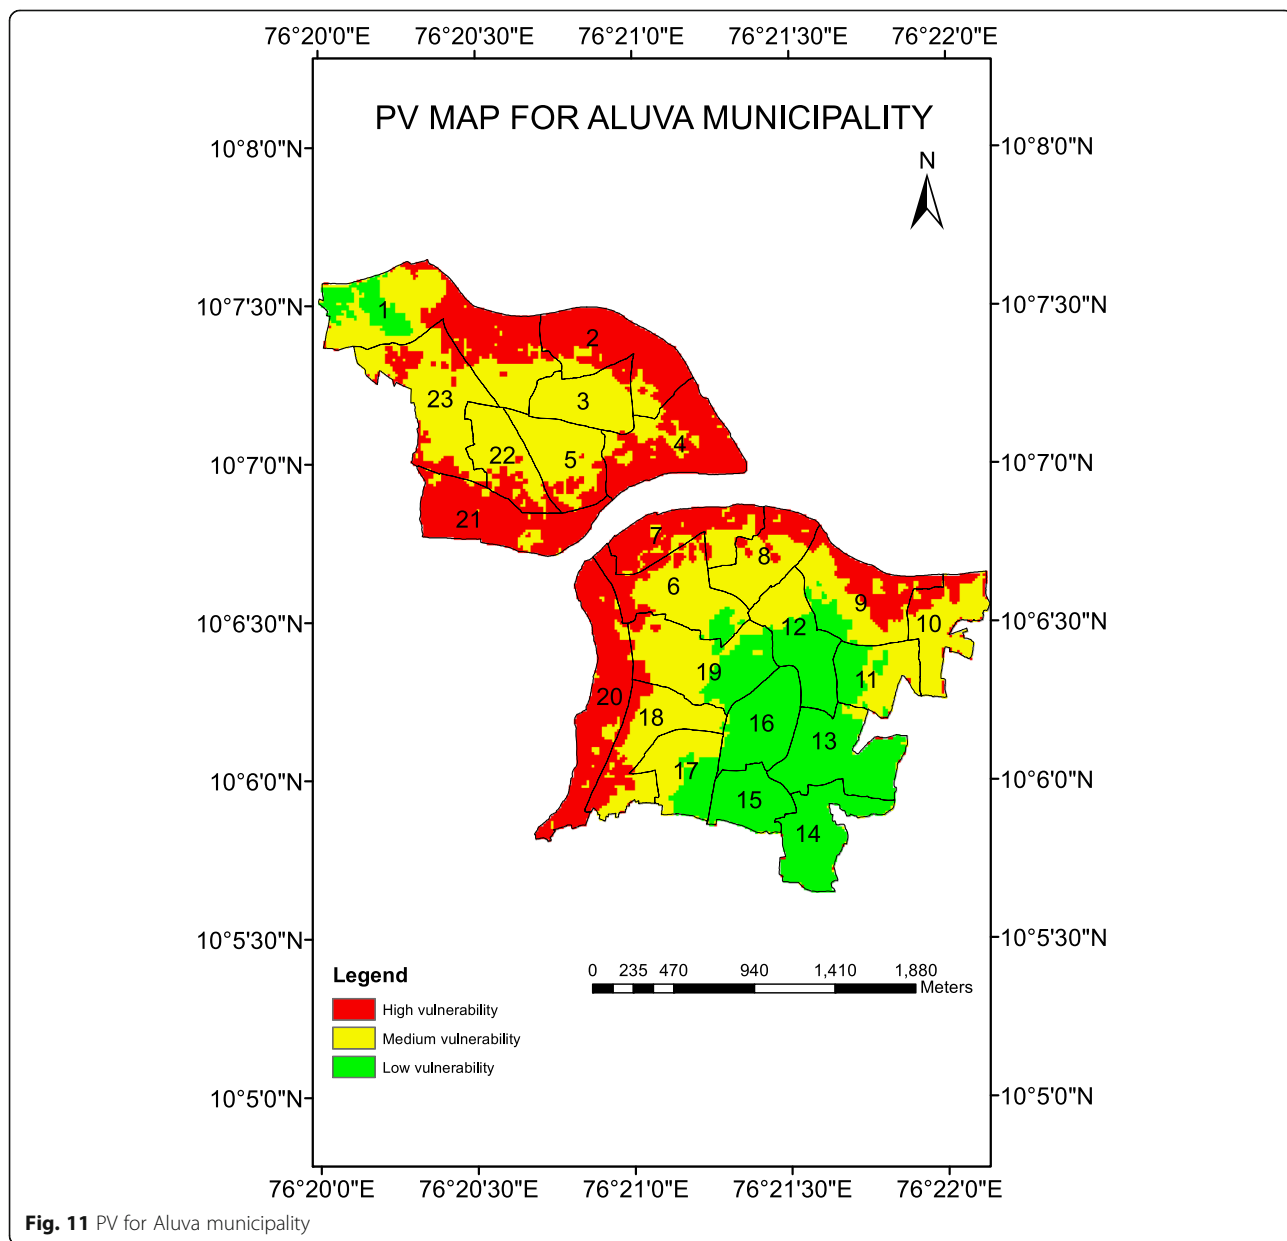 76°20'0"E 76°20'30"E 76°21'0"E 76°21'30"E 76°22'0"E
PV MAP FOR ALUVA MUNICIPALITY
10°8'0"N 10°8'0"N
N
10°7'30"N 10°7'30"N
1
2
23
3
4
22
5
10°7'0"N 10°7'0"N
21
7
8
6
9
10°6'30"N 10°6'30"N
12
10
19
11
20
18
16
13
17
10°6'0"N 10°6'0"N
15
14
10°5'30"N 10°5'30"N
Legend
0 235 470 940 1,410 1,880
Meters
High vulnerability
Medium vulnerability
Low vulnerability
10°5'0"N 10°5'0"N
76°20'0"E 76°20'30"E 76°21'0"E 76°21'30"E 76°22'0"E
Fig. 11 PV for Aluva municipality